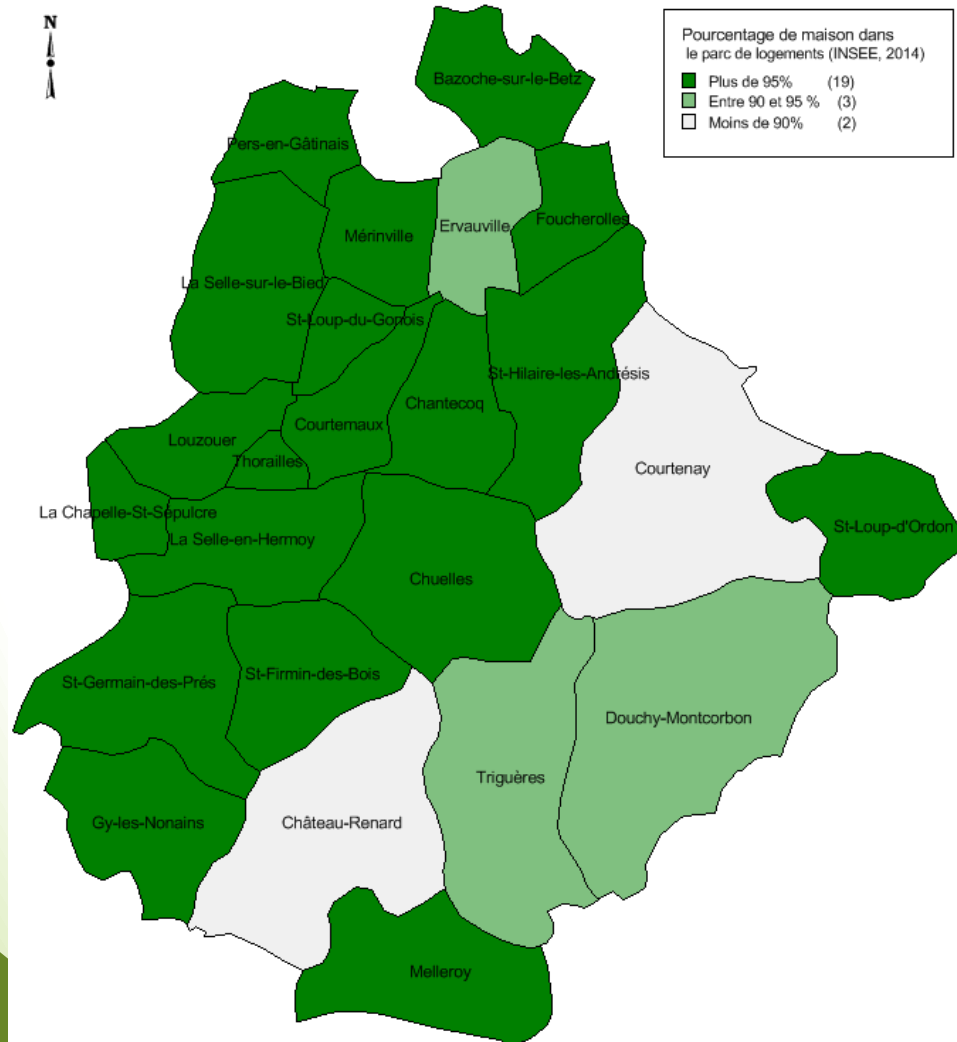 N
Pourcentage de maison dans
le parc de logements (INSEE, 2014)
Plus de 95% (19)
Entre 90 et 95 % (3)
Moins de 90% (2)
Bazoche-sur-le-Betz
Pers-en-Gâtinais
Ervauville
Foucherolles
Mérinville
La Selle-sur-le-Bied
St-Loup-du-Gonois
St-Hilaire-les-Andrésis
Chantecoq
Courtemaux
Louzouer
Thorailles
Courtenay
La Chapelle-St-Sépulcre
St-Loup-d'Ordon
La Selle-en-Hermoy
Chuelles
St-Germain-des-Prés
St-Firmin-des-Bois
Douchy-Montcorbon
Triguères
Gy-les-Nonains
Château-Renard
Melleroy